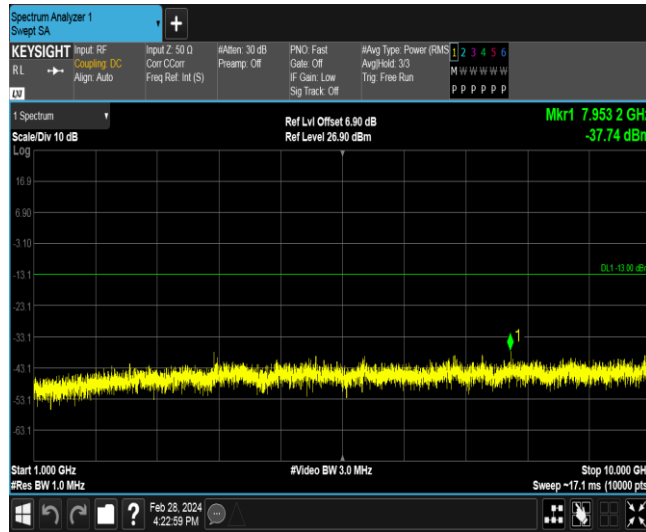 Spectrum Analyzer 1
Swept SA
+
KEYSIGHT
RL
LXI
Input: RF
Coupling: DC
Align: Auto
Input Z: 50 Ω
Corr CCorr
Freq Ref: Int (S)
#Atten: 30 dB
Preamp: Off
PNO: Fast
Gate: Off
IF Gain: Low
Sig Track: Off
#Avg Type: Power (RMS
Avg|Hold: 3/3
Trig: Free Run
1 2 3 4 5 6
M W W W W W
P P P P P P
1 Spectrum
Scale/Div 10 dB
Log
Ref Lvl Offset 6.90 dB
Ref Level 26.90 dBm
Mkr1 7.953 2 GHz
-37.74 dBm
16.9
6.90
-3.10
-13.1
-23.1
-33.1
-43.1
-53.1
-63.1
DL1 -13.00 dBm
1
Start 1.000 GHz
#Res BW 1.0 MHz
#Video BW 3.0 MHz
Stop 10.000 GHz
Sweep ~17.1 ms (10000 pts)
?
Feb 28, 2024
4:22:59 PM